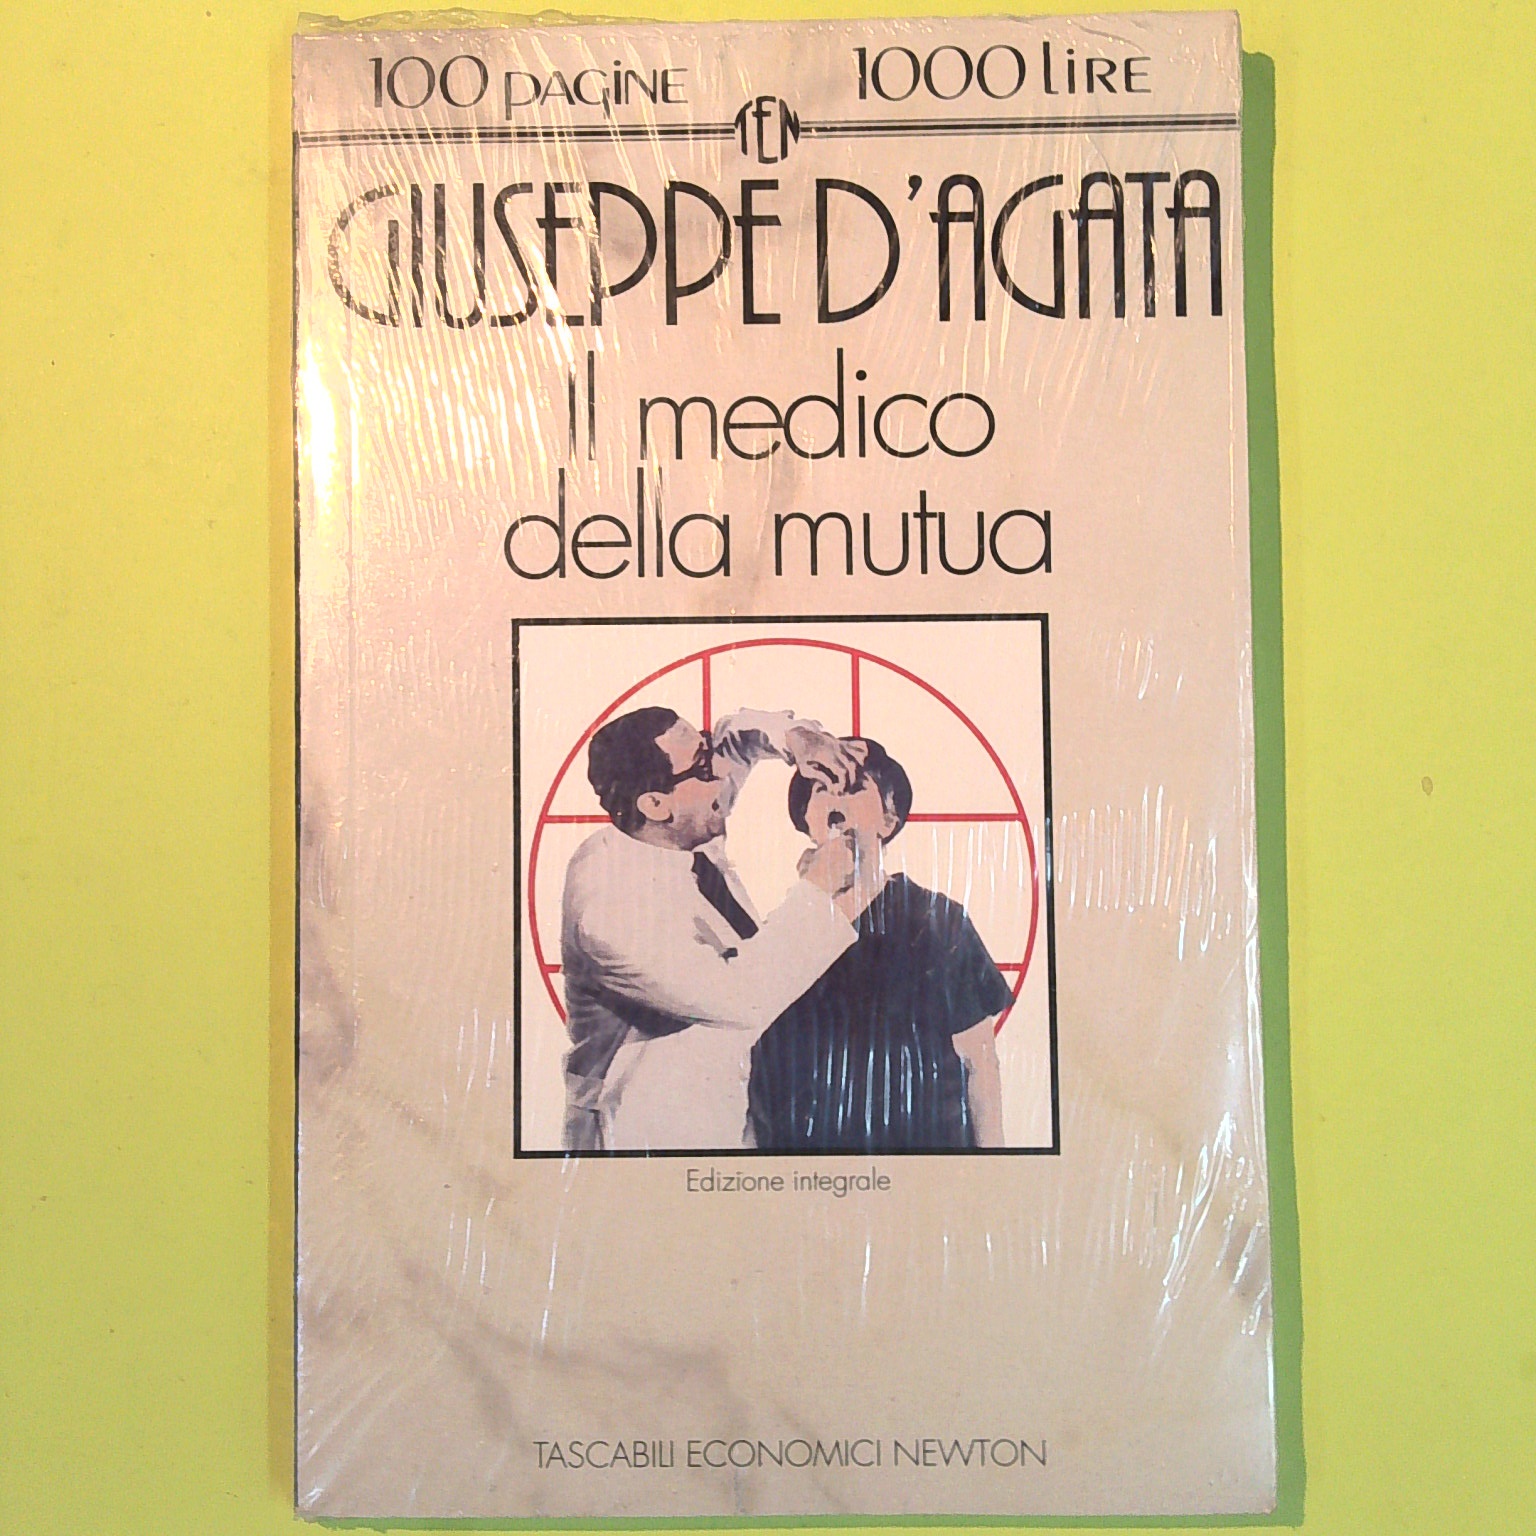 100 PAGiNE 1000 LiRE
TEN
GIUSEPPE D'AGATA
Il medico
della mutua
Edizione integrale
TASCABILI ECONOMICI NEWTON